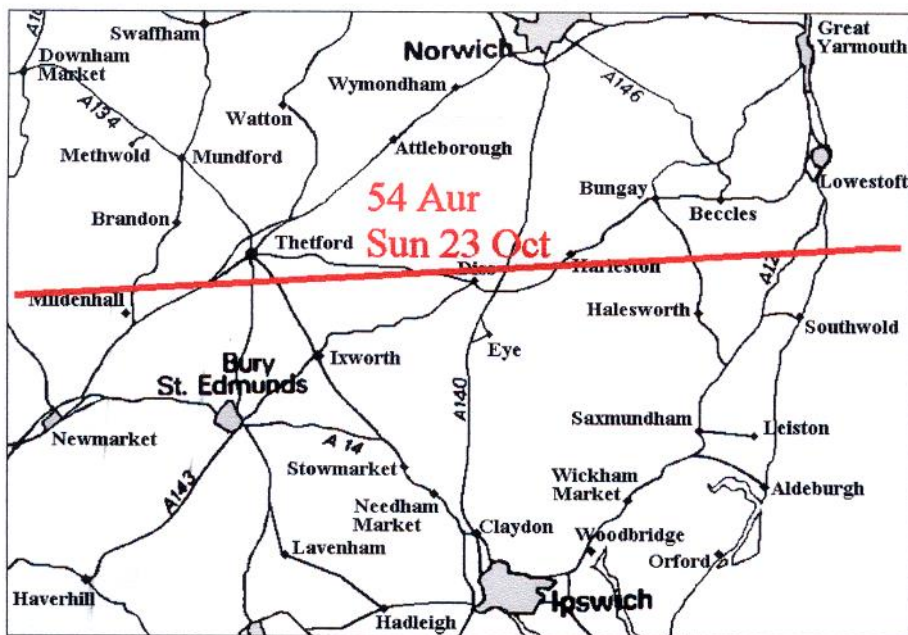 A10
Swaffham
Downham
Market
Norwich
Great
Yarmouth
Wymondham
A146
A134
Watton
Methwold
Mundford
Attleborough
Lowestoft
Bungay
Beccles
Brandon
54 Aur
Thetford
Sun 23 Oct
Harleston
Diss
A12
Mildenhall
Halesworth
Southwold
Eye
Ixworth
Bury
St. Edmunds
A140
Newmarket
Saxmundham
Leiston
A 14
Stowmarket
Wickham
Market
Aldeburgh
A143
Needham
Market
Claydon
Woodbridge
Orford
Lavenham
Haverhill
Hadleigh
Ipswich